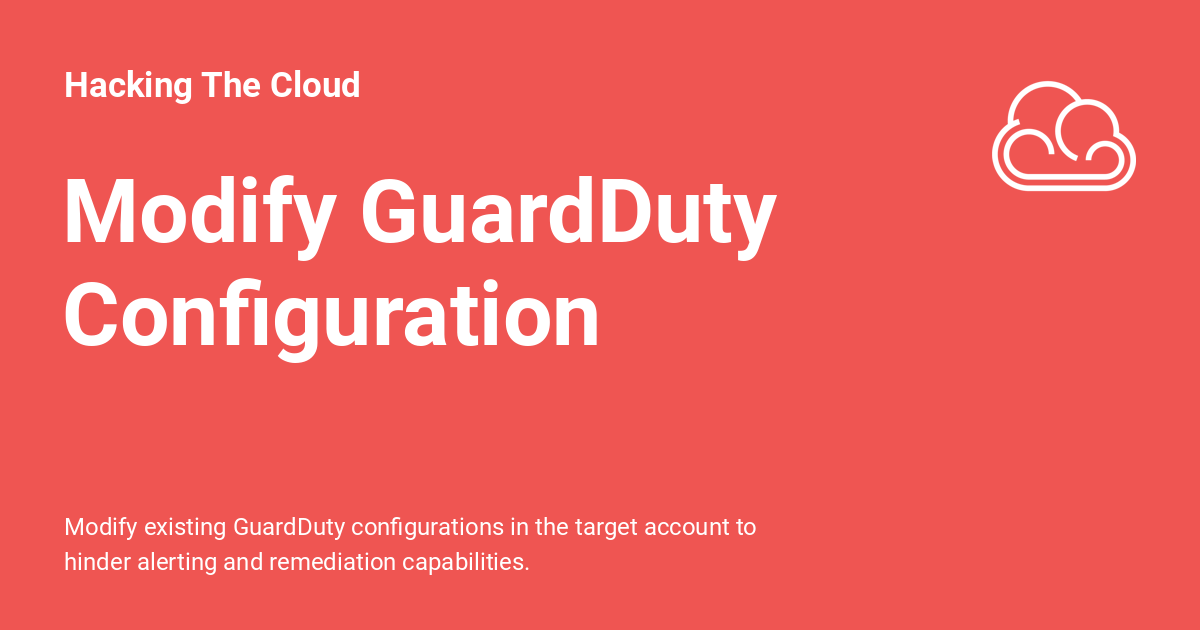 Hacking The Cloud
Modify GuardDuty
Configuration
Modify existing GuardDuty configurations in the target account to
hinder alerting and remediation capabilities.